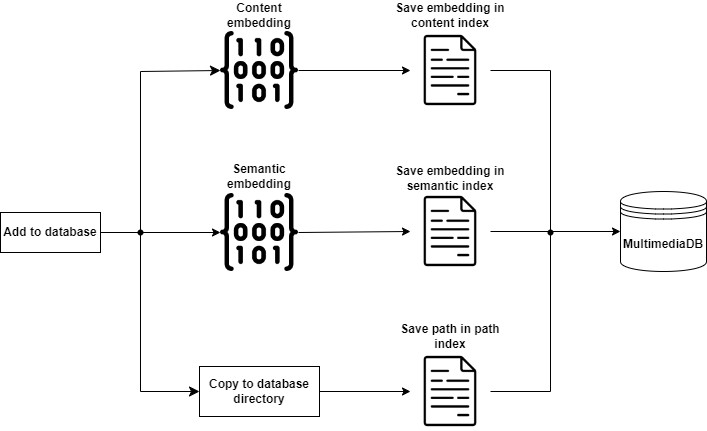 Content
embedding
110
000
101
Save embedding in
content index
Semantic
embedding
110
000
101
Save embedding in
semantic index
Add to database
MultimediaDB
Copy to database
directory
Save path in path
index